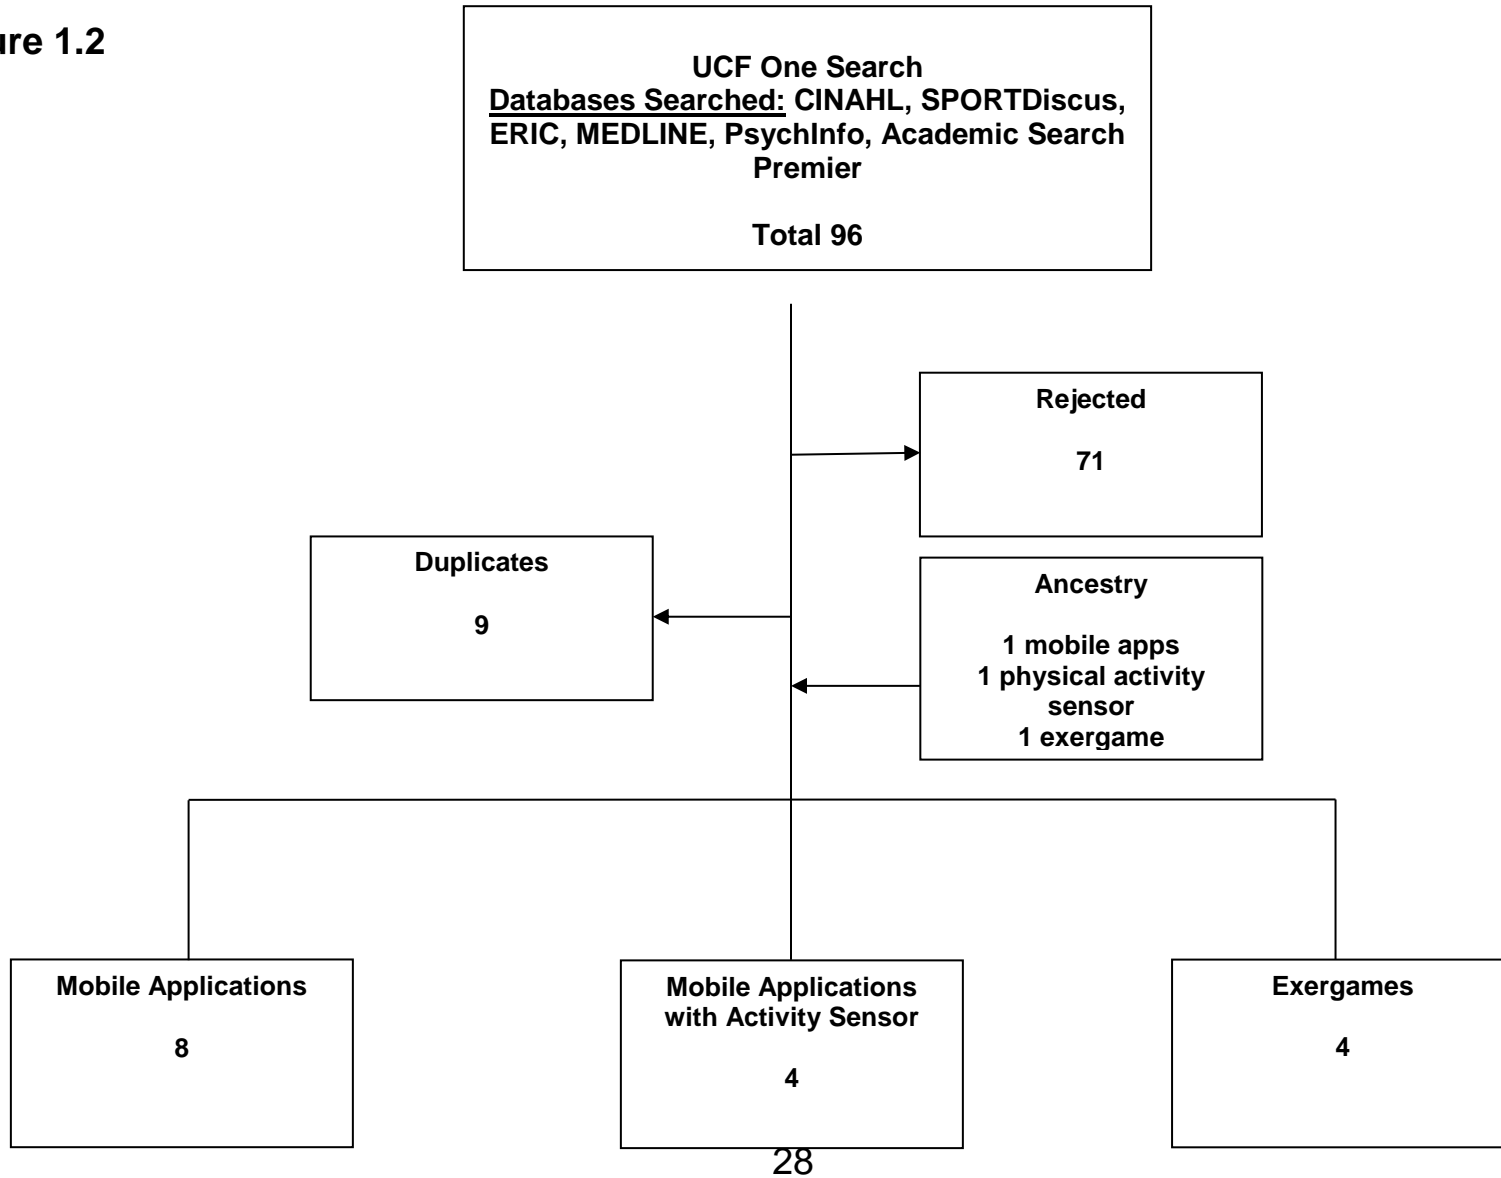 ure 1.2
UCF One Search
Databases Searched: CINAHL, SPORTDiscus,
ERIC, MEDLINE, PsychInfo, Academic Search
Premier
Total 96
Rejected
71
Duplicates
9
Ancestry
1 mobile apps
1 physical activity
sensor
1 exergame
Mobile Applications
8
Mobile Applications
with Activity Sensor
4
Exergames
4
28